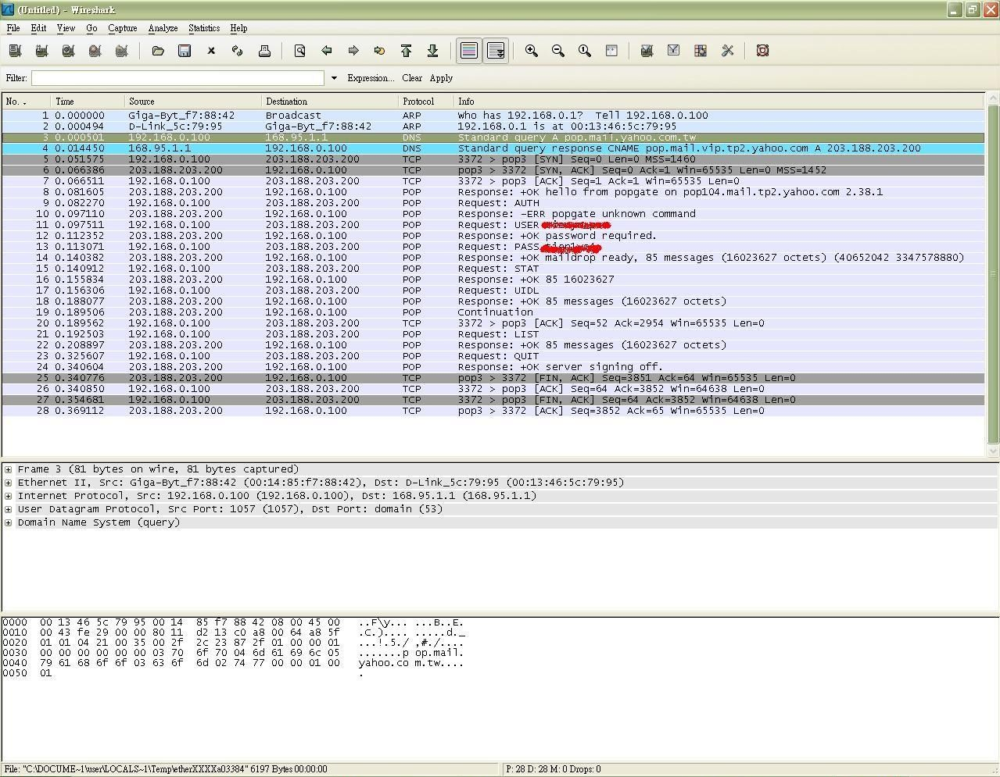 (Untitled) - Wireshark
File Edit View Go Capture Analyze Statistics Help
Filter: Expression... Clear Apply
No. . Time Source Destination Protocol Info
1 0.000000 Giga-Byt_f7:88:42 Broadcast ARP Who has 192.168.0.1? Tell 192.168.0.100
2 0.000494 D-Link_5c:79:95 Giga-Byt_f7:88:42 ARP 192.168.0.1 is at 00:13:46:5c:79:95
3 0.000501 192.168.0.100 168.95.1.1 DNS Standard query A pop.mail.yahoo.com.tw
4 0.014450 168.95.1.1 192.168.0.100 DNS Standard query response CNAME pop.mail.vip.tp2.yahoo.com A 203.188.203.200
5 0.051575 192.168.0.100 203.188.203.200 TCP 3372 > pop3 [SYN] Seq=0 Len=0 MSS=1460
6 0.066386 203.188.203.200 192.168.0.100 TCP pop3 > 3372 [SYN, ACK] Seq=0 Ack=1 Win=65535 Len=0 MSS=1452
7 0.066511 192.168.0.100 203.188.203.200 TCP 3372 > pop3 [ACK] Seq=1 Ack=1 Win=65535 Len=0
8 0.081605 203.188.203.200 192.168.0.100 POP Response: +OK hello from popgate on pop104.mail.tp2.yahoo.com 2.38.1
9 0.082270 192.168.0.100 203.188.203.200 POP Request: AUTH
10 0.097110 203.188.203.200 192.168.0.100 POP Response: -ERR popgate unknown command
11 0.097511 192.168.0.100 203.188.203.200 POP Request: USER
12 0.112352 203.188.203.200 192.168.0.100 POP Response: +OK password required.
13 0.113071 192.168.0.100 203.188.203.200 POP Request: PASS
14 0.140382 203.188.203.200 192.168.0.100 POP Response: +OK maildrop ready, 85 messages (16023627 octets) (40652042 3347578880)
15 0.140912 192.168.0.100 203.188.203.200 POP Request: STAT
16 0.155834 203.188.203.200 192.168.0.100 POP Response: +OK 85 16023627
17 0.156306 192.168.0.100 203.188.203.200 POP Request: UIDL
18 0.188077 203.188.203.200 192.168.0.100 POP Response: +OK 85 messages (16023627 octets)
19 0.189506 203.188.203.200 192.168.0.100 POP Continuation
20 0.189562 192.168.0.100 203.188.203.200 TCP 3372 > pop3 [ACK] Seq=52 Ack=2954 Win=65535 Len=0
21 0.192503 192.168.0.100 203.188.203.200 POP Request: LIST
22 0.208897 203.188.203.200 192.168.0.100 POP Response: +OK 85 messages (16023627 octets)
23 0.325607 192.168.0.100 203.188.203.200 POP Request: QUIT
24 0.340604 203.188.203.200 192.168.0.100 POP Response: +OK server signing off.
25 0.340776 203.188.203.200 192.168.0.100 TCP pop3 > 3372 [FIN, ACK] Seq=3851 Ack=64 Win=65535 Len=0
26 0.340850 192.168.0.100 203.188.203.200 TCP 3372 > pop3 [ACK] Seq=64 Ack=3852 Win=64638 Len=0
27 0.354681 192.168.0.100 203.188.203.200 TCP 3372 > pop3 [FIN, ACK] Seq=64 Ack=3852 Win=64638 Len=0
28 0.369112 203.188.203.200 192.168.0.100 TCP pop3 > 3372 [ACK] Seq=3852 Ack=65 Win=65535 Len=0
Frame 3 (81 bytes on wire, 81 bytes captured)
Ethernet II, Src: Giga-Byt_f7:88:42 (00:14:85:f7:88:42), Dst: D-Link_5c:79:95 (00:13:46:5c:79:95)
Internet Protocol, Src: 192.168.0.100 (192.168.0.100), Dst: 168.95.1.1 (168.95.1.1)
User Datagram Protocol, Src Port: 1057 (1057), Dst Port: domain (53)
Domain Name System (query)
0000 00 13 46 5c 79 95 00 14 85 f7 88 42 08 00 45 00 ..F\y... ...B..E.
0010 00 43 fe 29 00 00 80 11 d2 13 c0 a8 00 64 a8 5f .C.).... .....d._
0020 01 01 04 21 00 35 00 2f 2c 23 87 2f 01 00 00 01 ...!.5./ ,#./....
0030 00 00 00 00 00 00 03 70 6f 70 04 6d 61 69 6c 05 .......p op.mail.
0040 79 61 68 6f 6f 03 63 6f 6d 02 74 77 00 00 01 00 yahoo.co m.tw....
0050 01 .
File: "C:\DOCUME~1\user\LOCALS~1\Temp\etherXXXXa03384" 6197 Bytes 00:00:00 P: 28 D: 28 M: 0 Drops: 0